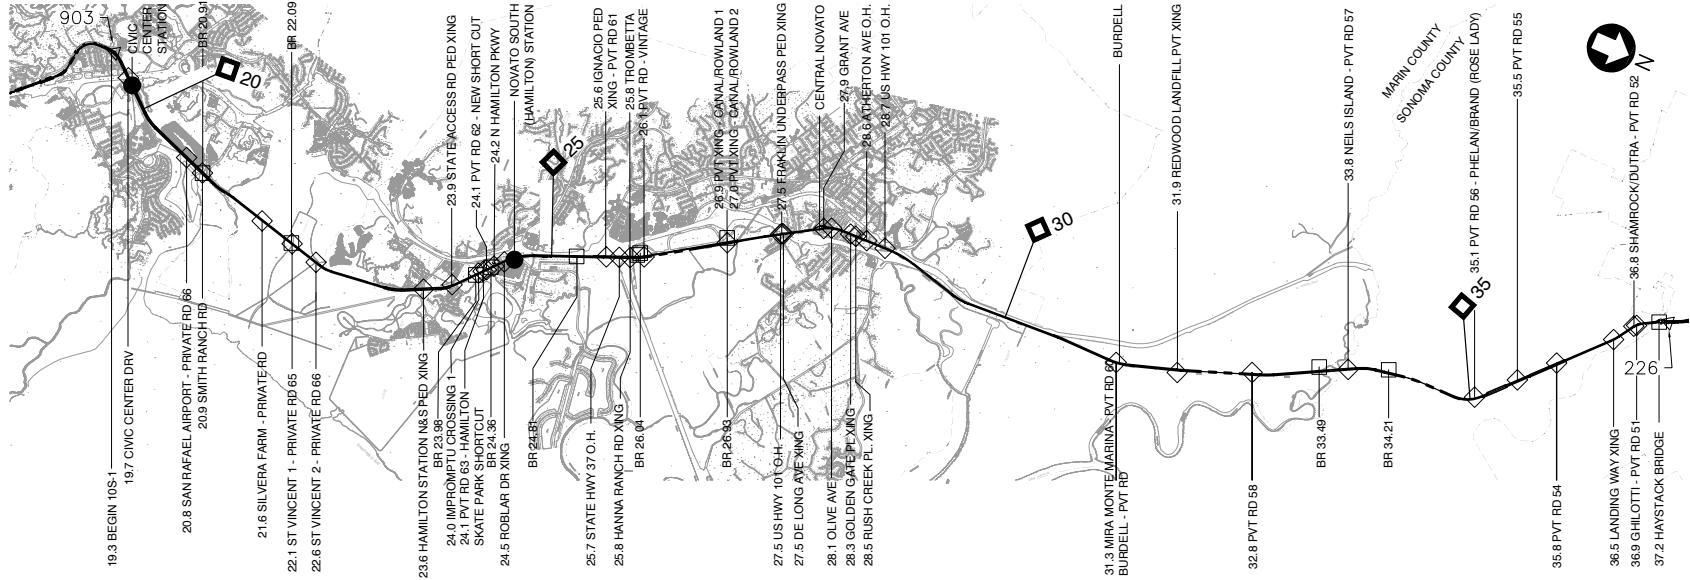 903
CIVIC
CENTER
STATION
BR 20.91
20
BR 22.09
23.9 STATE ACCESS RD PED XING
24.1 PVT RD 62 - NEW SHORT CUT
24.2 N HAMILTON PKWY
NOVATO SOUTH
(HAMILTON) STATION
25
25.6 IGNACIO PED
XING - PVT RD 61
25.8 TROMBETTA
26.1 PVT RD - VINTAGE
26.9 PVT XING - CANAL/ROWLAND 1
27.0 PVT XING - CANAL/ROWLAND 2
27.5 FRAKLIN UNDERPASS PED XING
CENTRAL NOVATO
27.9 GRANT AVE
28.6 ATHERTON AVE O.H.
28.7 US HWY 101 O.H.
30
BURDELL
31.9 REDWOOD LANDFILL PVT XING
33.8 NEILS ISLAND - PVT RD 57
MARIN COUNTY
SONOMA COUNTY
35.1 PVT RD 56 - PHELAN/BRAND (ROSE LADY)
35
35.5 PVT RD 55
N
36.8 SHAMROCK/DUTRA - PVT RD 52
226
19.3 BEGIN 10S-1
19.7 CIVIC CENTER DRV
20.8 SAN RAFAEL AIRPORT - PRIVATE RD 66
20.9 SMITH RANCH RD
21.6 SILVERA FARM - PRIVATE RD
22.1 ST VINCENT 1 - PRIVATE RD 65
22.6 ST VINCENT 2 - PRIVATE RD 66
23.6 HAMILTON STATION N&S PED XING
BR 23.98
24.0 IMPROMPTU CROSSING 1
24.1 PVT RD 63 - HAMILTON
SKATE PARK SHORTCUT
BR 24.36
24.5 ROBLAR DR XING
BR 24.81
25.7 STATE HWY 37 O.H.
25.8 HANNA RANCH RD XING
BR 26.04
BR 26.93
27.5 US HWY 101 O.H.
27.5 DE LONG AVE XING
28.1 OLIVE AVE
28.3 GOLDEN GATE PL XING
28.5 RUSH CREEK PL. XING
31.3 MIRA MONTE MARINA - PVT RD 60
BURDELL - PVT RD
32.8 PVT RD 58
BR 33.49
BR 34.21
35.8 PVT RD 54
36.5 LANDING WAY XING
36.9 GHILOTTI - PVT RD 51
37.2 HAYSTACK BRIDGE